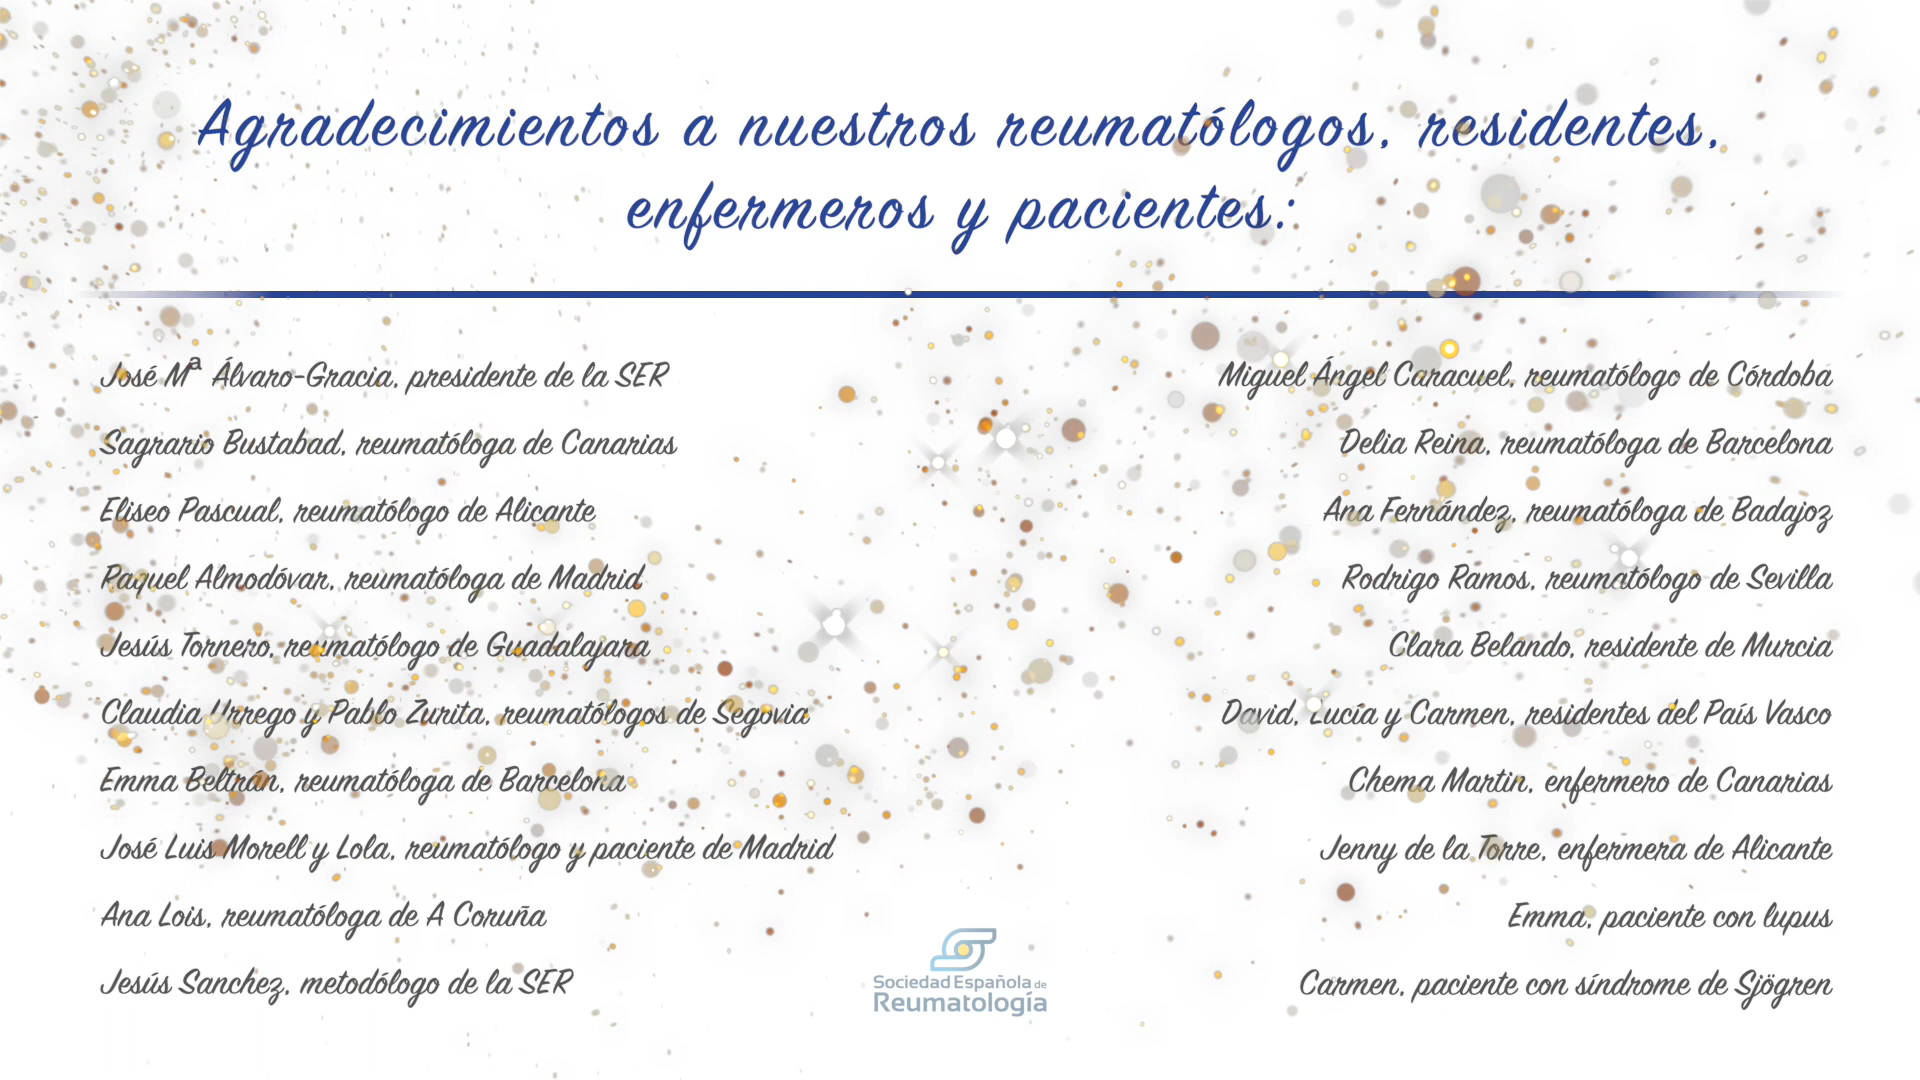 Agradecimientos a nuestros reumatólogos, residentes,
enfermeros y pacientes:
José Mª Álvaro-Gracia, presidente de la SER
Sagrario Bustabad, reumatóloga de Canarias
Eliseo Pascual, reumatólogo de Alicante
Raquel Almodóvar, reumatóloga de Madrid
Jesús Tornero, reumatólogo de Guadalajara
Claudia Urrego y Pablo Zurita, reumatólogos de Segovia
Emma Beltrán, reumatóloga de Barcelona
José Luis Morell y Lola, reumatólogo y paciente de Madrid
Ana Lois, reumatóloga de A Coruña
Jesús Sanchez, metodólogo de la SER
Miguel Ángel Caracuel, reumatólogo de Córdoba
Delia Reina, reumatóloga de Barcelona
Ana Fernández, reumatóloga de Badajoz
Rodrigo Ramos, reumatólogo de Sevilla
Clara Belando, residente de Murcia
David, Lucía y Carmen, residentes del País Vasco
Chema Martin, enfermero de Canarias
Jenny de la Torre, enfermera de Alicante
Emma, paciente con lupus
Carmen, paciente con síndrome de Sjögren
Sociedad Española de
Reumatología